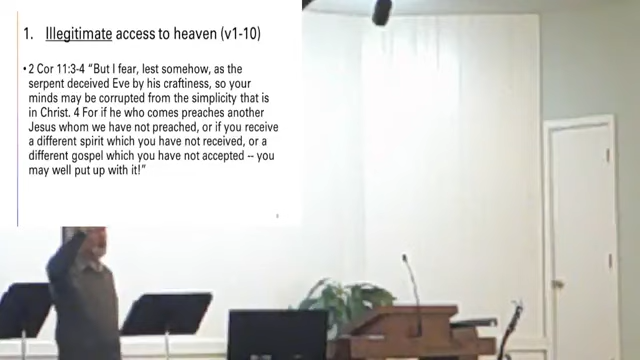 1. Illegitimate access to heaven (v1-10)
• 2 Cor 11:3-4 “But I fear, lest somehow, as the
serpent deceived Eve by his craftiness, so your
minds may be corrupted from the simplicity that is
in Christ. 4 For if he who comes preaches another
Jesus whom we have not preached, or if you receive
a different spirit which you have not received, or a
different gospel which you have not accepted -- you
may well put up with it!”